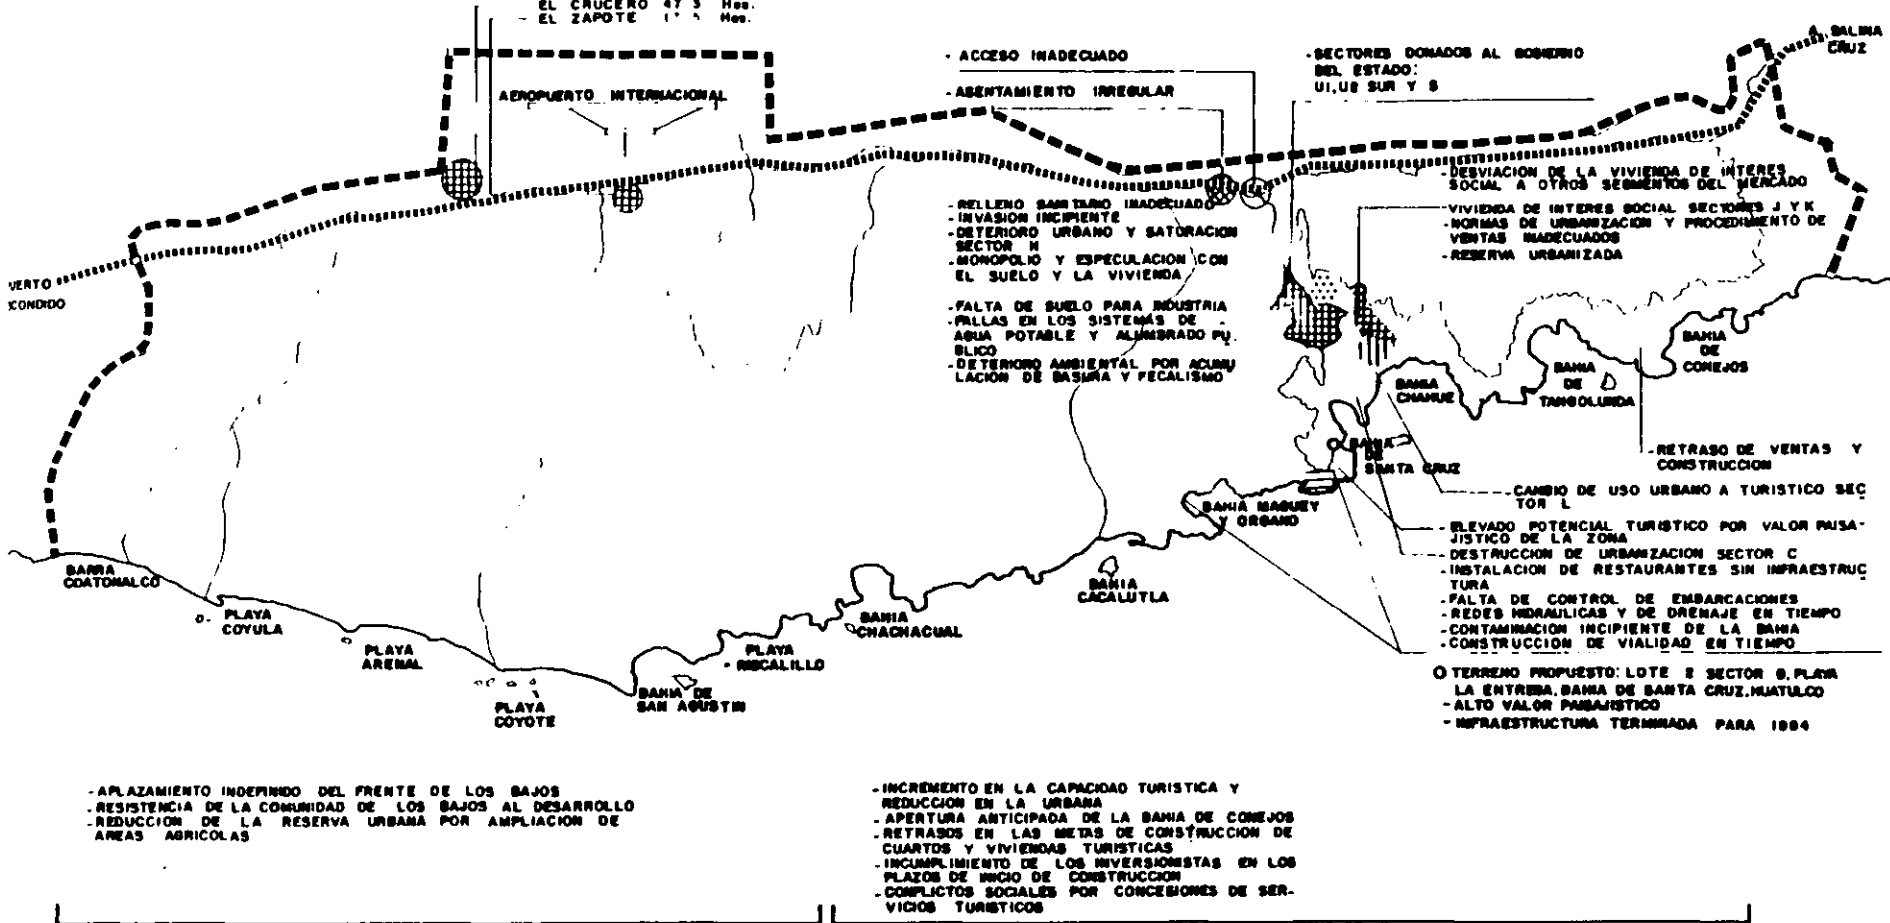 EL CRUCERO 47 5 Has.
- EL ZAPOTE Has.
- ACCESO INADECUADO
- ASENTAMIENTO IRREGULAR
- SECTORES DONADOS AL GOBIERNO
DEL ESTADO:
U1, U2 SUR Y S
A SALINA
CRUZ
AEROPUERTO INTERNACIONAL
- DESVIACION DE LA VIVIENDA DE INTERES
SOCIAL A OTROS SEGMENTOS DEL MERCADO
- VIVIENDA DE INTERES SOCIAL SECTORES J Y K
- NORMAS DE URBANIZACION Y PROCEDIMIENTO DE
VENTAS INADECUADOS
- RESERVA URBANIZADA
- RELLENO SANITARIO INADECUADO
- INVASION INCIPIENTE
- DETERIORO URBANO Y SATURACION
SECTOR H
- MONOPOLIO Y ESPECULACION CON
EL SUELO Y LA VIVIENDA
- FALTA DE SUELO PARA INDUSTRIA
- FALLAS EN LOS SISTEMAS DE
AGUA POTABLE Y ALUMBRADO PU.
BLICO
- DETERIORO AMBIENTAL POR ACUMU
LACION DE BASURA Y FECALISMO
UERTO
SCONDIDO
BAHIA
DE
CONEJOS
BAHIA
DE
TANGOLUNDA
BAHIA
CHAHUE
BAHIA
DE
SANTA CRUZ
- RETRASO DE VENTAS Y
CONSTRUCCION
- CAMBIO DE USO URBANO A TURISTICO SEC
TOR L
BAHIA MAGUEY
Y ORGANO
- ELEVADO POTENCIAL TURISTICO POR VALOR PAISA-
JISTICO DE LA ZONA
- DESTRUCCION DE URBANIZACION SECTOR C
- INSTALACION DE RESTAURANTES SIN INFRAESTRUC
TURA
- FALTA DE CONTROL DE EMBARCACIONES
- REDES HIDRAULICAS Y DE DRENAJE EN TIEMPO
- CONTAMINACION INCIPIENTE DE LA BAHIA
- CONSTRUCCION DE VIALIDAD EN TIEMPO
BARRA
COATONALCO
PLAYA
COYULA
PLAYA
ARENAL
PLAYA
COYOTE
BAHIA DE
SAN AGUSTIN
PLAYA
- RISCALILLO
BAHIA
CHACHACUAL
BAHIA
CACALUTLA
O TERRENO PROPUESTO: LOTE 2 SECTOR B, PLAYA
LA ENTREGA, BAHIA DE SANTA CRUZ, HUATULCO
- ALTO VALOR PAISAJISTICO
- INFRAESTRUCTURA TERMINADA PARA 1994
- APLAZAMIENTO INDEFINIDO DEL FRENTE DE LOS BAJOS
- RESISTENCIA DE LA COMUNIDAD DE LOS BAJOS AL DESARROLLO
- REDUCCION DE LA RESERVA URBANA POR AMPLIACION DE
AREAS AGRICOLAS
- INCREMENTO EN LA CAPACIDAD TURISTICA Y
REDUCCION EN LA URBANA
- APERTURA ANTICIPADA DE LA BAHIA DE CONEJOS
- RETRASOS EN LAS METAS DE CONSTRUCCION DE
CUARTOS Y VIVIENDAS TURISTICAS
- INCUMPLIMIENTO DE LOS INVERSIONISTAS EN LOS
PLAZOS DE INICIO DE CONSTRUCCION
- CONFLICTOS SOCIALES POR CONCESIONES DE SER-
VICIOS TURISTICOS